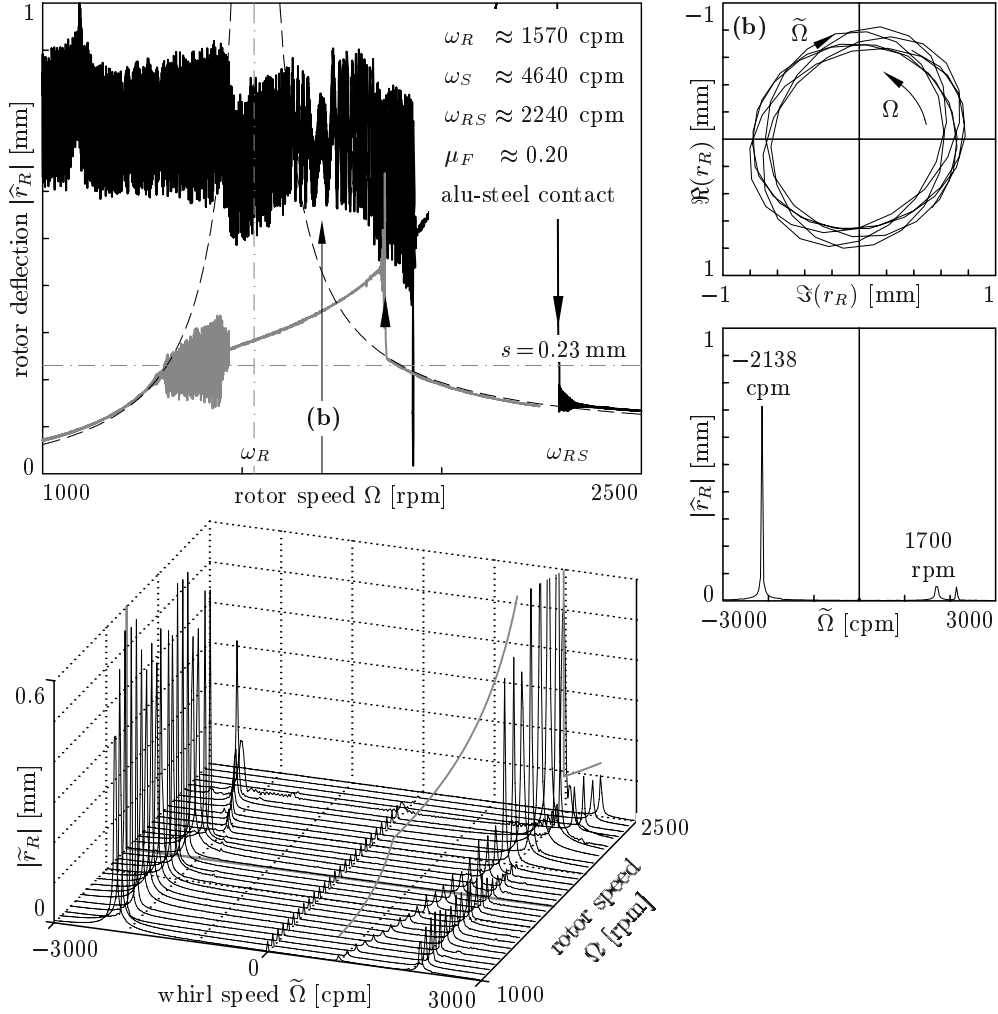 1
ω_R ≈ 1570 cpm
ω_S ≈ 4640 cpm
ω_RS ≈ 2240 cpm
μ_F ≈ 0.20
alu-steel contact
rotor deflection |r̂_R| [mm]
s = 0.23 mm
(b)
ω_R
ω_RS
0
1000
rotor speed Ω [rpm]
2500
−1
(b)
Ω̃
Ω
ℜ(r_R) [mm]
1
−1
ℑ(r_R) [mm]
1
1
−2138
cpm
|r̂_R| [mm]
1700
rpm
0
−3000
Ω̃ [cpm]
3000
0.6
|r̃_R| [mm]
0
−3000
0
whirl speed Ω̃ [cpm]
3000
1000
rotor speed
Ω [rpm]
2500